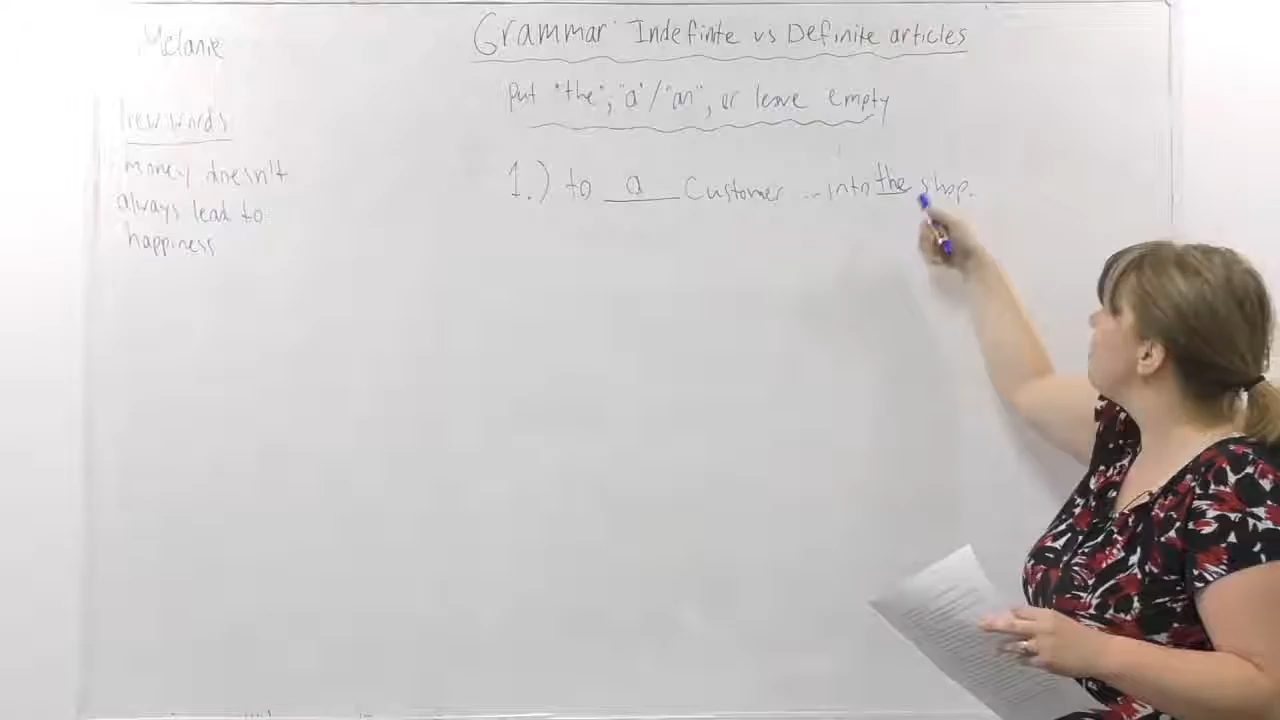 Melanie
Grammar Indefinite vs Definite articles
put "the", "a"/"an", or leave empty
new words
money doesn't
always lead to
happiness
1.) to a Customer ... into the shop.